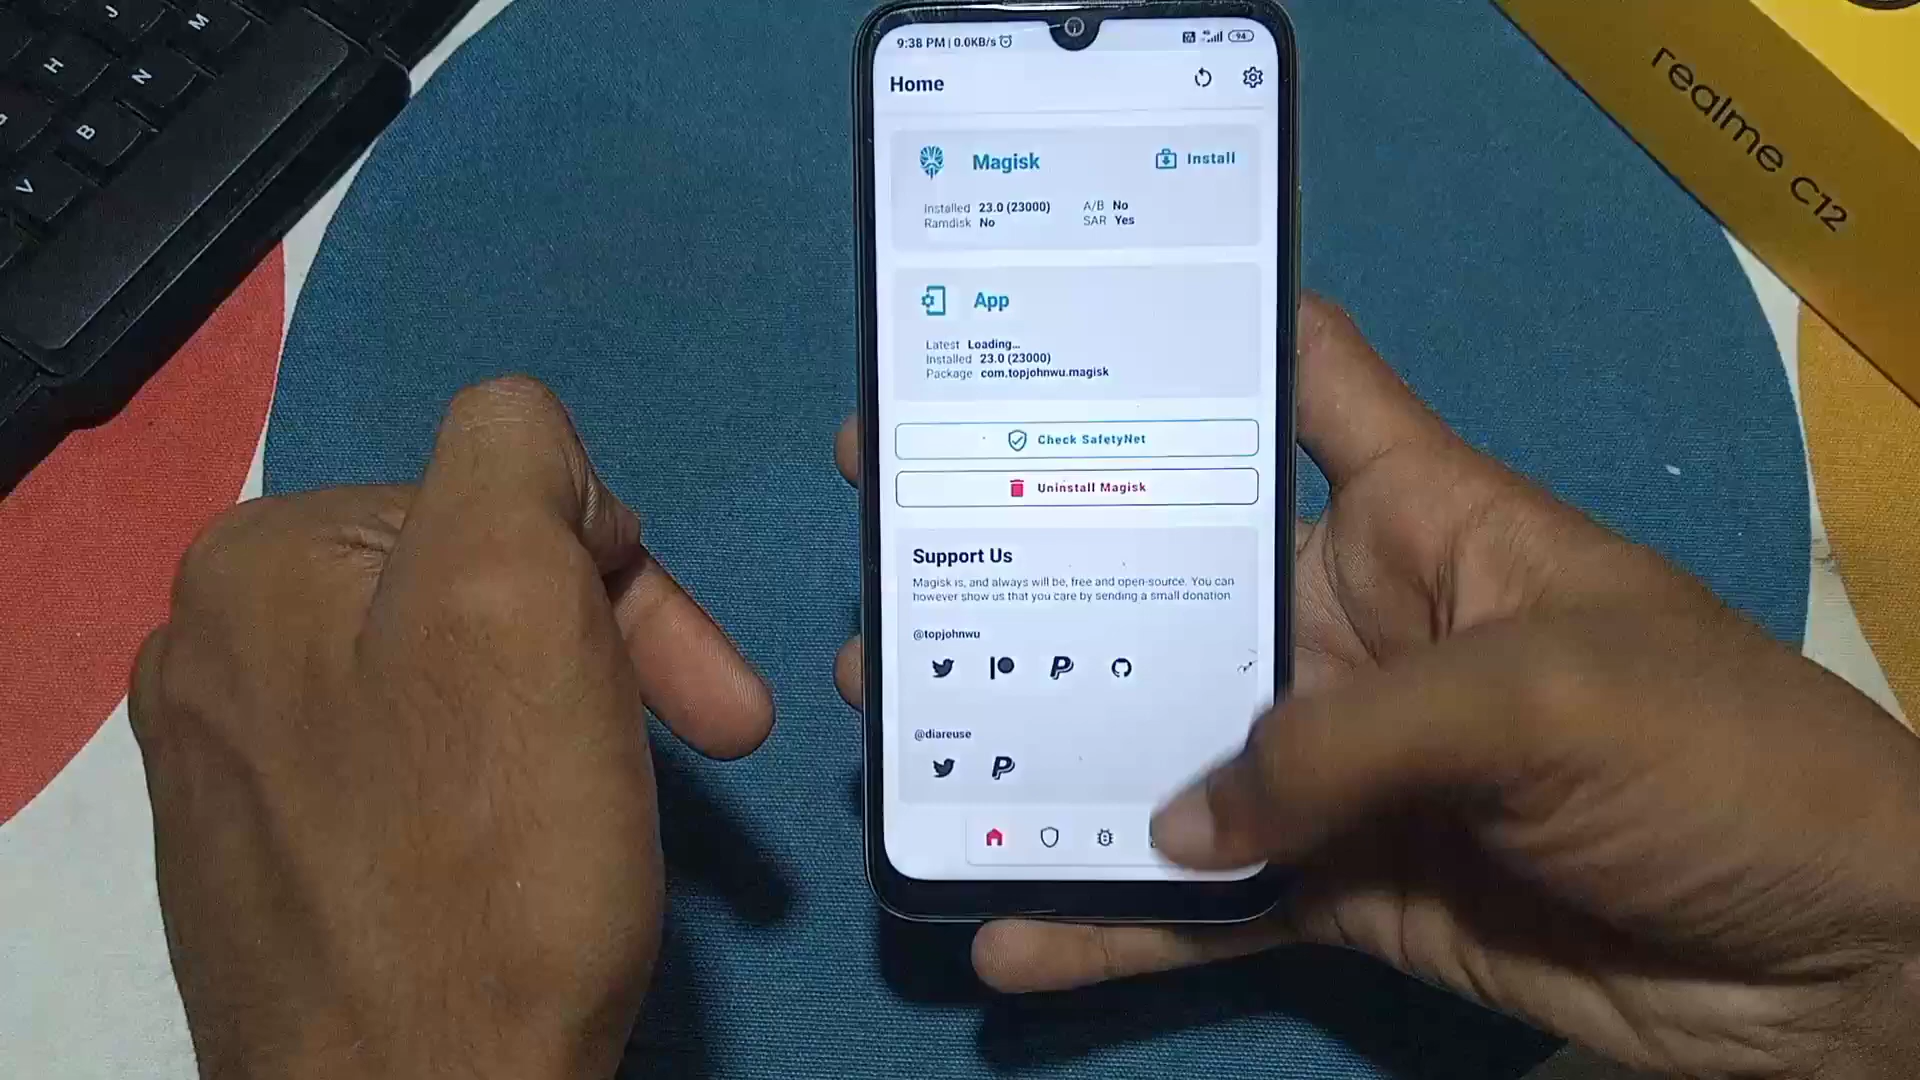 J
M
H
N
B
V
9:38 PM | 0.0KB/s
4G
94
Home
Magisk
Install
Installed 23.0 (23000)
A/B No
Ramdisk No
SAR Yes
App
Latest Loading...
Installed 23.0 (23000)
Package com.topjohnwu.magisk
Check SafetyNet
Uninstall Magisk
Support Us
Magisk is, and always will be, free and open-source. You can
however show us that you care by sending a small donation.
@topjohnwu
@diareuse
realme C12